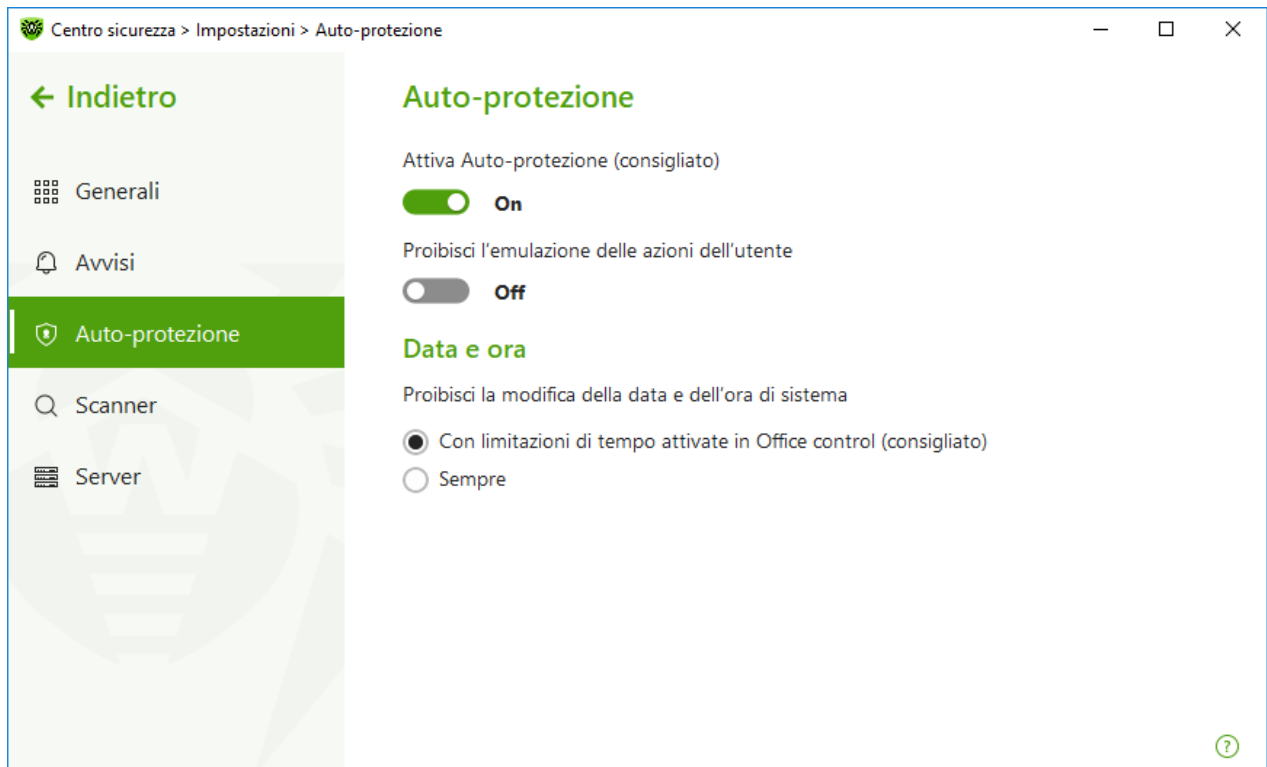 Centro sicurezza > Impostazioni > Auto-protezione
Indietro
Generali
Avvisi
Auto-protezione
Scanner
Server
Auto-protezione
Attiva Auto-protezione (consigliato)
On
Proibisci l'emulazione delle azioni dell'utente
Off
Data e ora
Proibisci la modifica della data e dell'ora di sistema
Con limitazioni di tempo attivate in Office control (consigliato)
Sempre
?